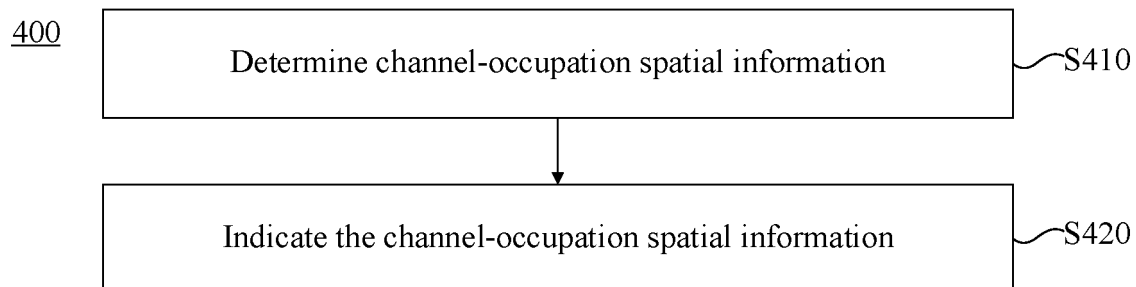 400
Determine channel-occupation spatial information
S410
Indicate the channel-occupation spatial information
S420